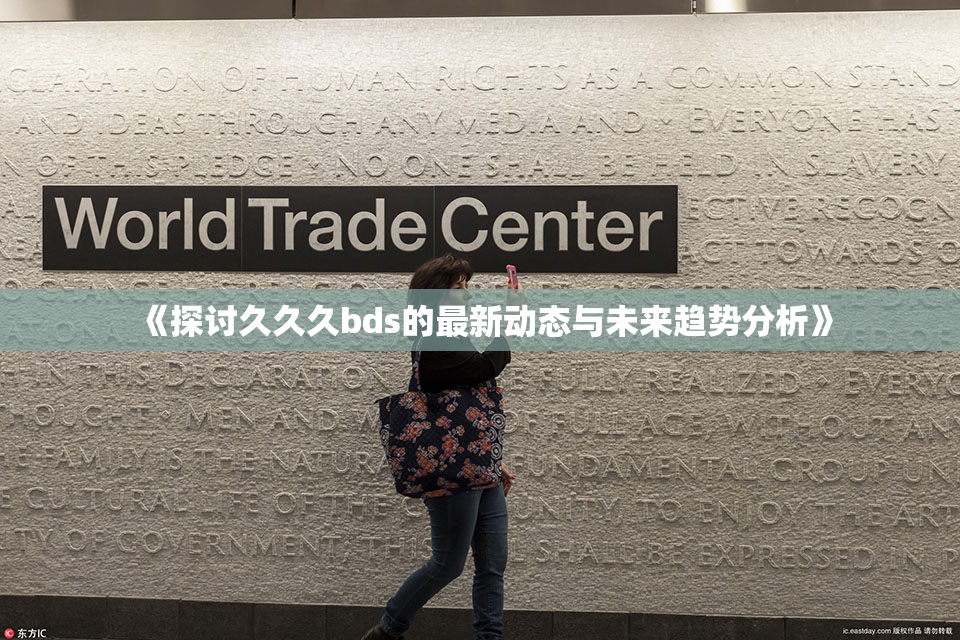 CLARATION OF HUMAN RIGHTS AS A COMMON STAND
AND IDEAS THROUGH ANY MEDIA AND EVERYONE HAS
OF THIS PLEDGE NO ONE SHALL BE HELD IN SLAVERY
World Trade Center
ECTIVE RECOGN
ACT TOWARDS O
《探讨久久久bds的最新动态与未来趋势分析》
IN THIS DECLARATION BE FULLY REALIZED EVERYO
THOUGHT MEN AND OF FULL AGE WITHO
FAMILY IS THE NATURA FUNDAMENTAL GROUP
CULTURAL LIFE OF THE UNITY, TO ENJOY THE ART
TY OF GOVERNMENT; THIS SHALL BE EXPRESSED IN P
东方IC
ic.eastday.com 版权作品 请勿转载